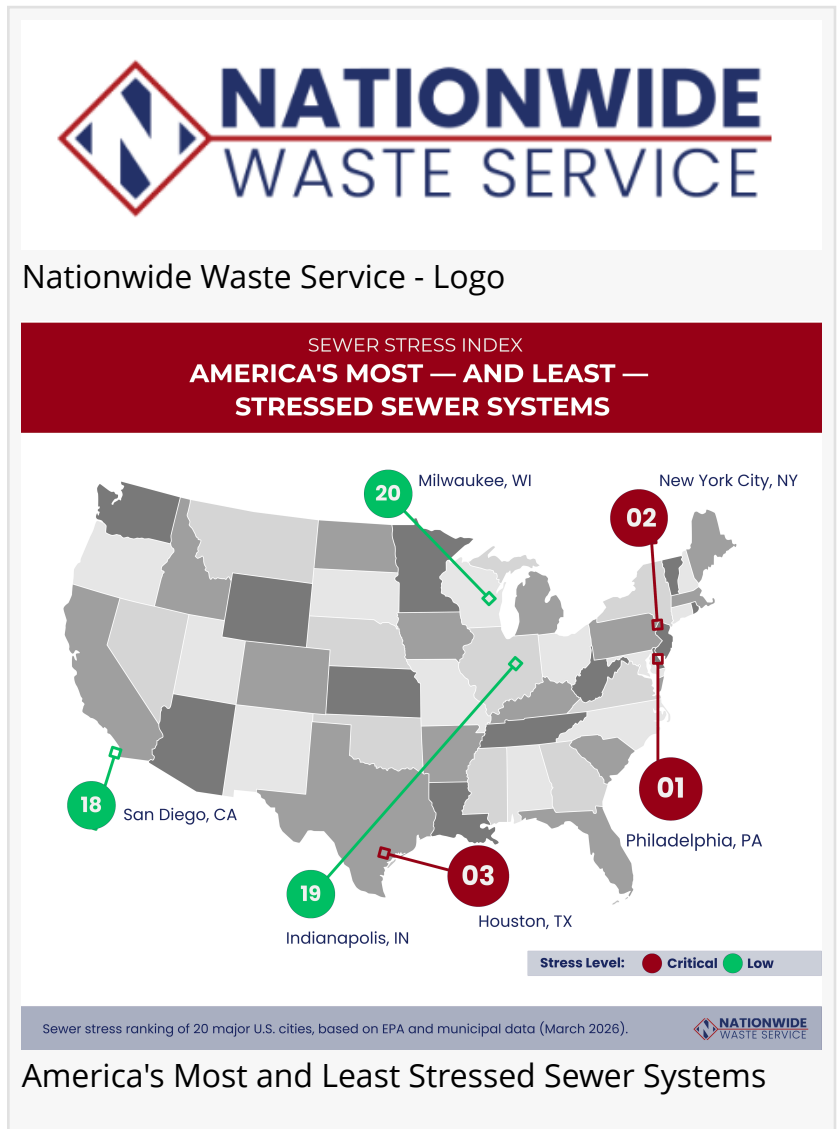 NATIONWIDE
WASTE SERVICE
Nationwide Waste Service - Logo
SEWER STRESS INDEX
AMERICA'S MOST — AND LEAST —
STRESSED SEWER SYSTEMS
20
Milwaukee, WI
New York City, NY
02
18
San Diego, CA
01
Philadelphia, PA
19
Indianapolis, IN
03
Houston, TX
Stress Level: Critical Low
Sewer stress ranking of 20 major U.S. cities, based on EPA and municipal data (March 2026).
NATIONWIDE
WASTE SERVICE
America's Most and Least Stressed Sewer Systems